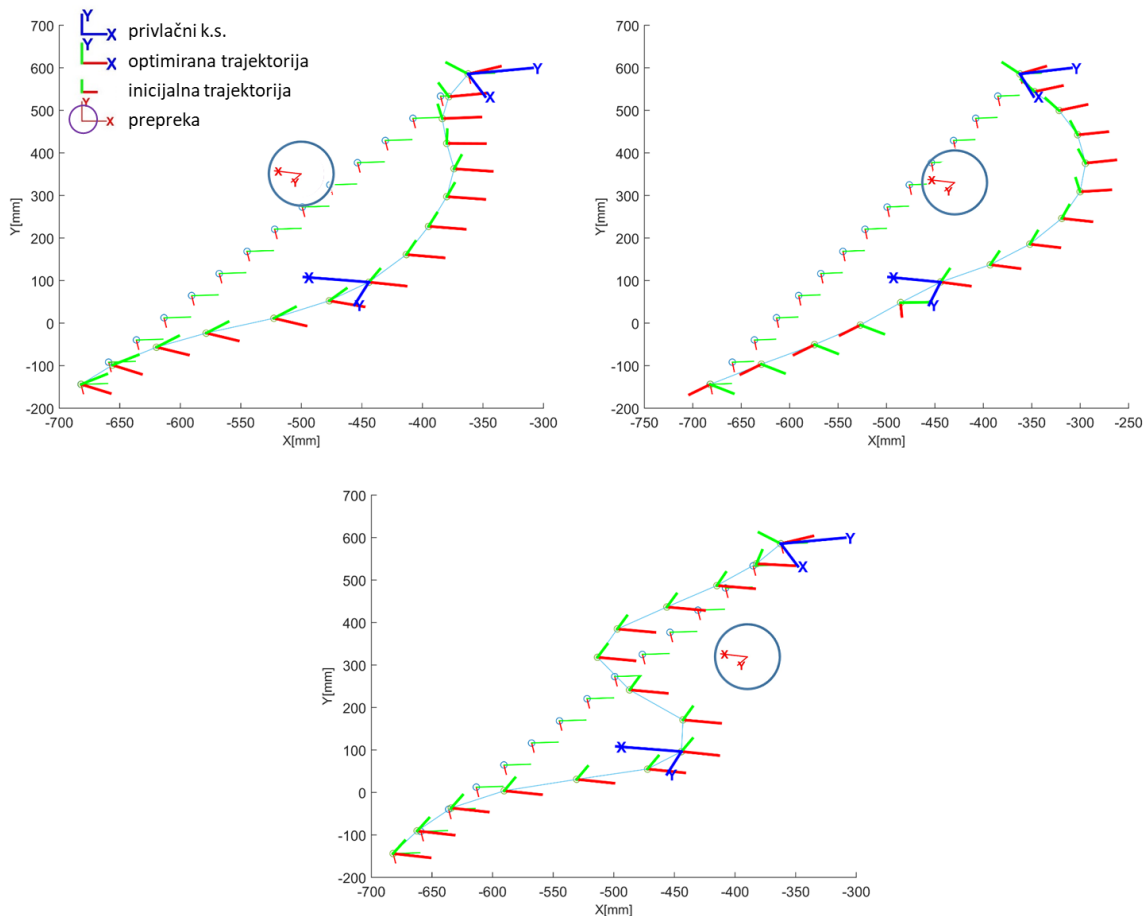 Y
X
privlačni k.s.
Y
X
optimirana trajektorija
inicijalna trajektorija
Y
X
prepreka
700
600
500
400
300
200
100
0
-100
-200
Y[mm]
-700
-650
-600
-550
-500
-450
-400
-350
-300
X[mm]
Y
X
X
Y
X
Y
700
600
500
400
300
200
100
0
-100
-200
Y[mm]
-750
-700
-650
-600
-550
-500
-450
-400
-350
-300
-250
X[mm]
Y
X
X
Y
X
Y
700
600
500
400
300
200
100
0
-100
-200
Y[mm]
-700
-650
-600
-550
-500
-450
-400
-350
-300
X[mm]
Y
X
X
Y
X
Y